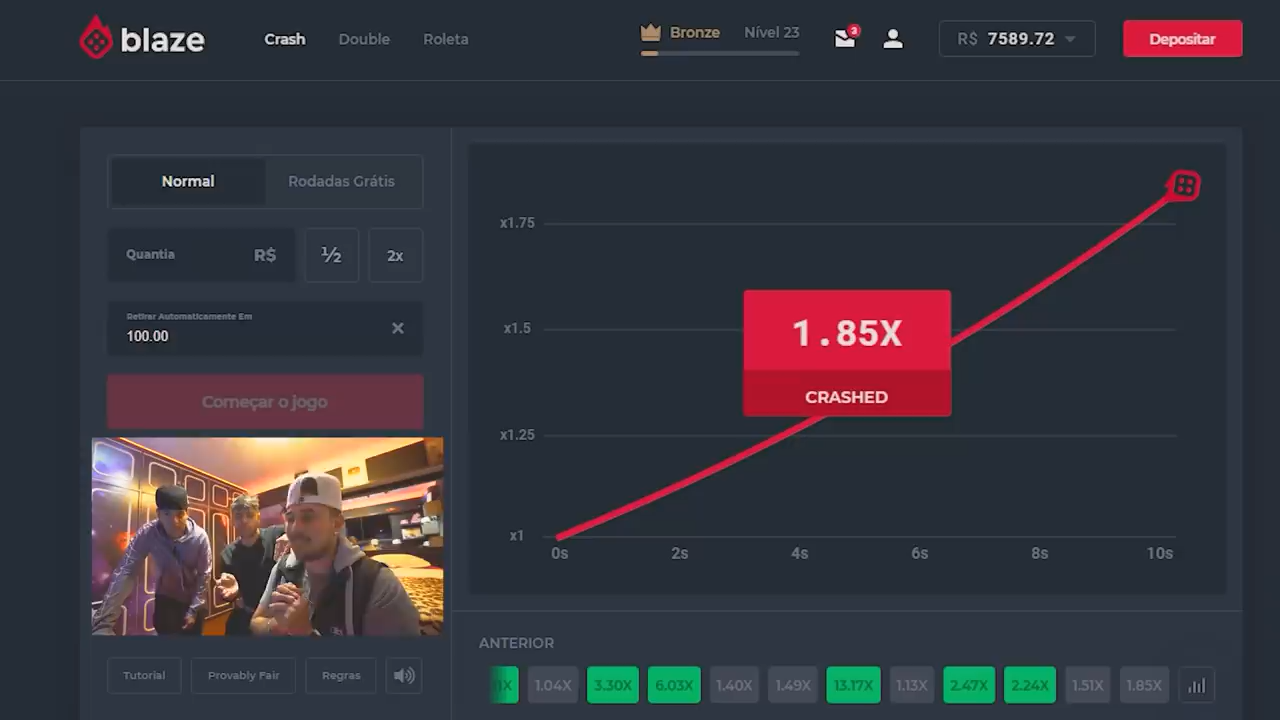 blaze Crash Double Roleta Bronze Nível 23 3 R$ 7589.72 Depositar
Normal Rodadas Grátis
Quantia R$ ½ 2x
Retirar Automaticamente Em
100.00
Começar o jogo
Tutorial Provably Fair Regras
x1.75
x1.5
x1.25
x1
0s 2s 4s 6s 8s 10s
1.85X
CRASHED
ANTERIOR
1.04X 3.30X 6.03X 1.40X 1.49X 13.17X 1.13X 2.47X 2.24X 1.51X 1.85X